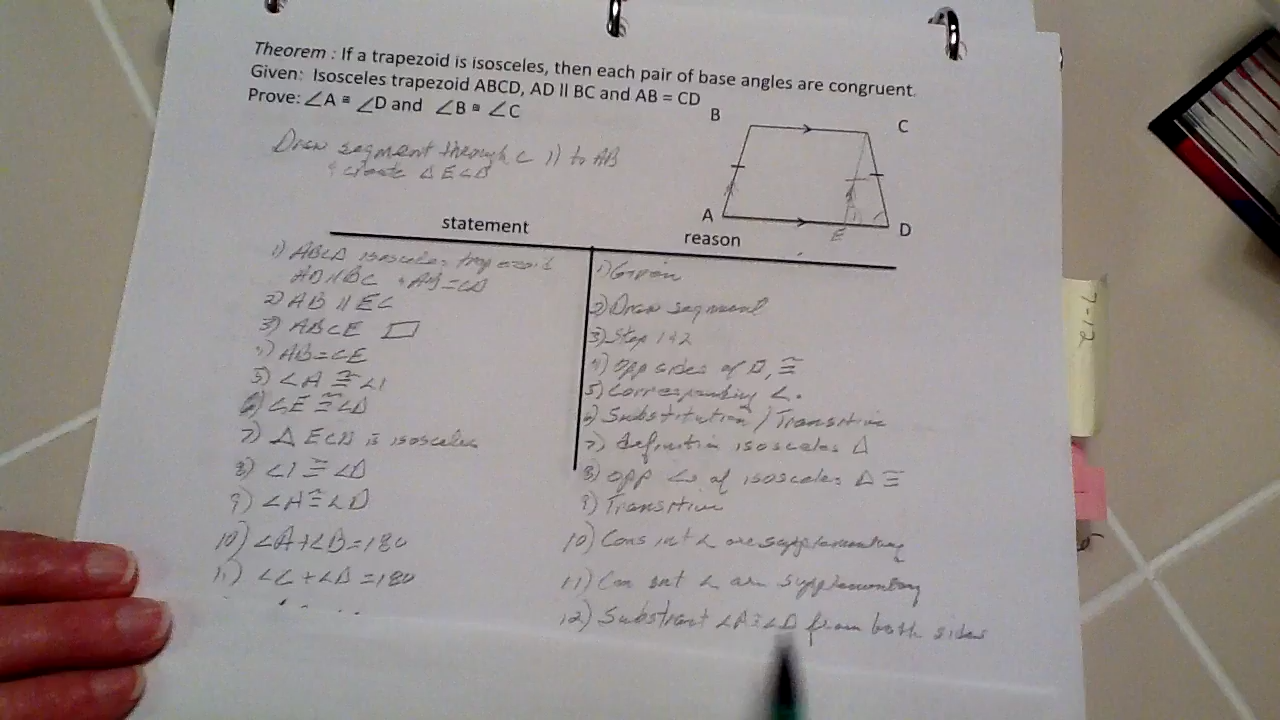 Theorem : If a trapezoid is isosceles, then each pair of base angles are congruent.
Given: Isosceles trapezoid ABCD, AD ll BC and AB = CD
Prove: ∠A ≅ ∠D and ∠B ≅ ∠C
B
C
A
D
E
Draw segment through C || to AB
& create △ ECD
statement
reason
1) ABCD isosceles trapezoid
AD || BC & AB = CD
1) Given
2) AB || EC
2) Draw segment
3) ABCE ▱
3) Step 1 & 2
4) AB = CE
4) Opp sides of ▱, ≅
5) ∠A ≅ ∠1
5) Corresponding ∠.
6) ∠E ≅ ∠D
6) Substitution / Transitive
7) △ ECD is isosceles
7) definition isosceles △
8) ∠1 ≅ ∠D
8) Opp ∠s of isosceles △ ≅
9) ∠A ≅ ∠D
9) Transitive
10) ∠A + ∠B = 180
10) Cons int ∠ are supplementary
11) ∠C + ∠D = 180
11) Con int ∠ are supplementary
12) Substract ∠A ≅ ∠D from both sides
7-12